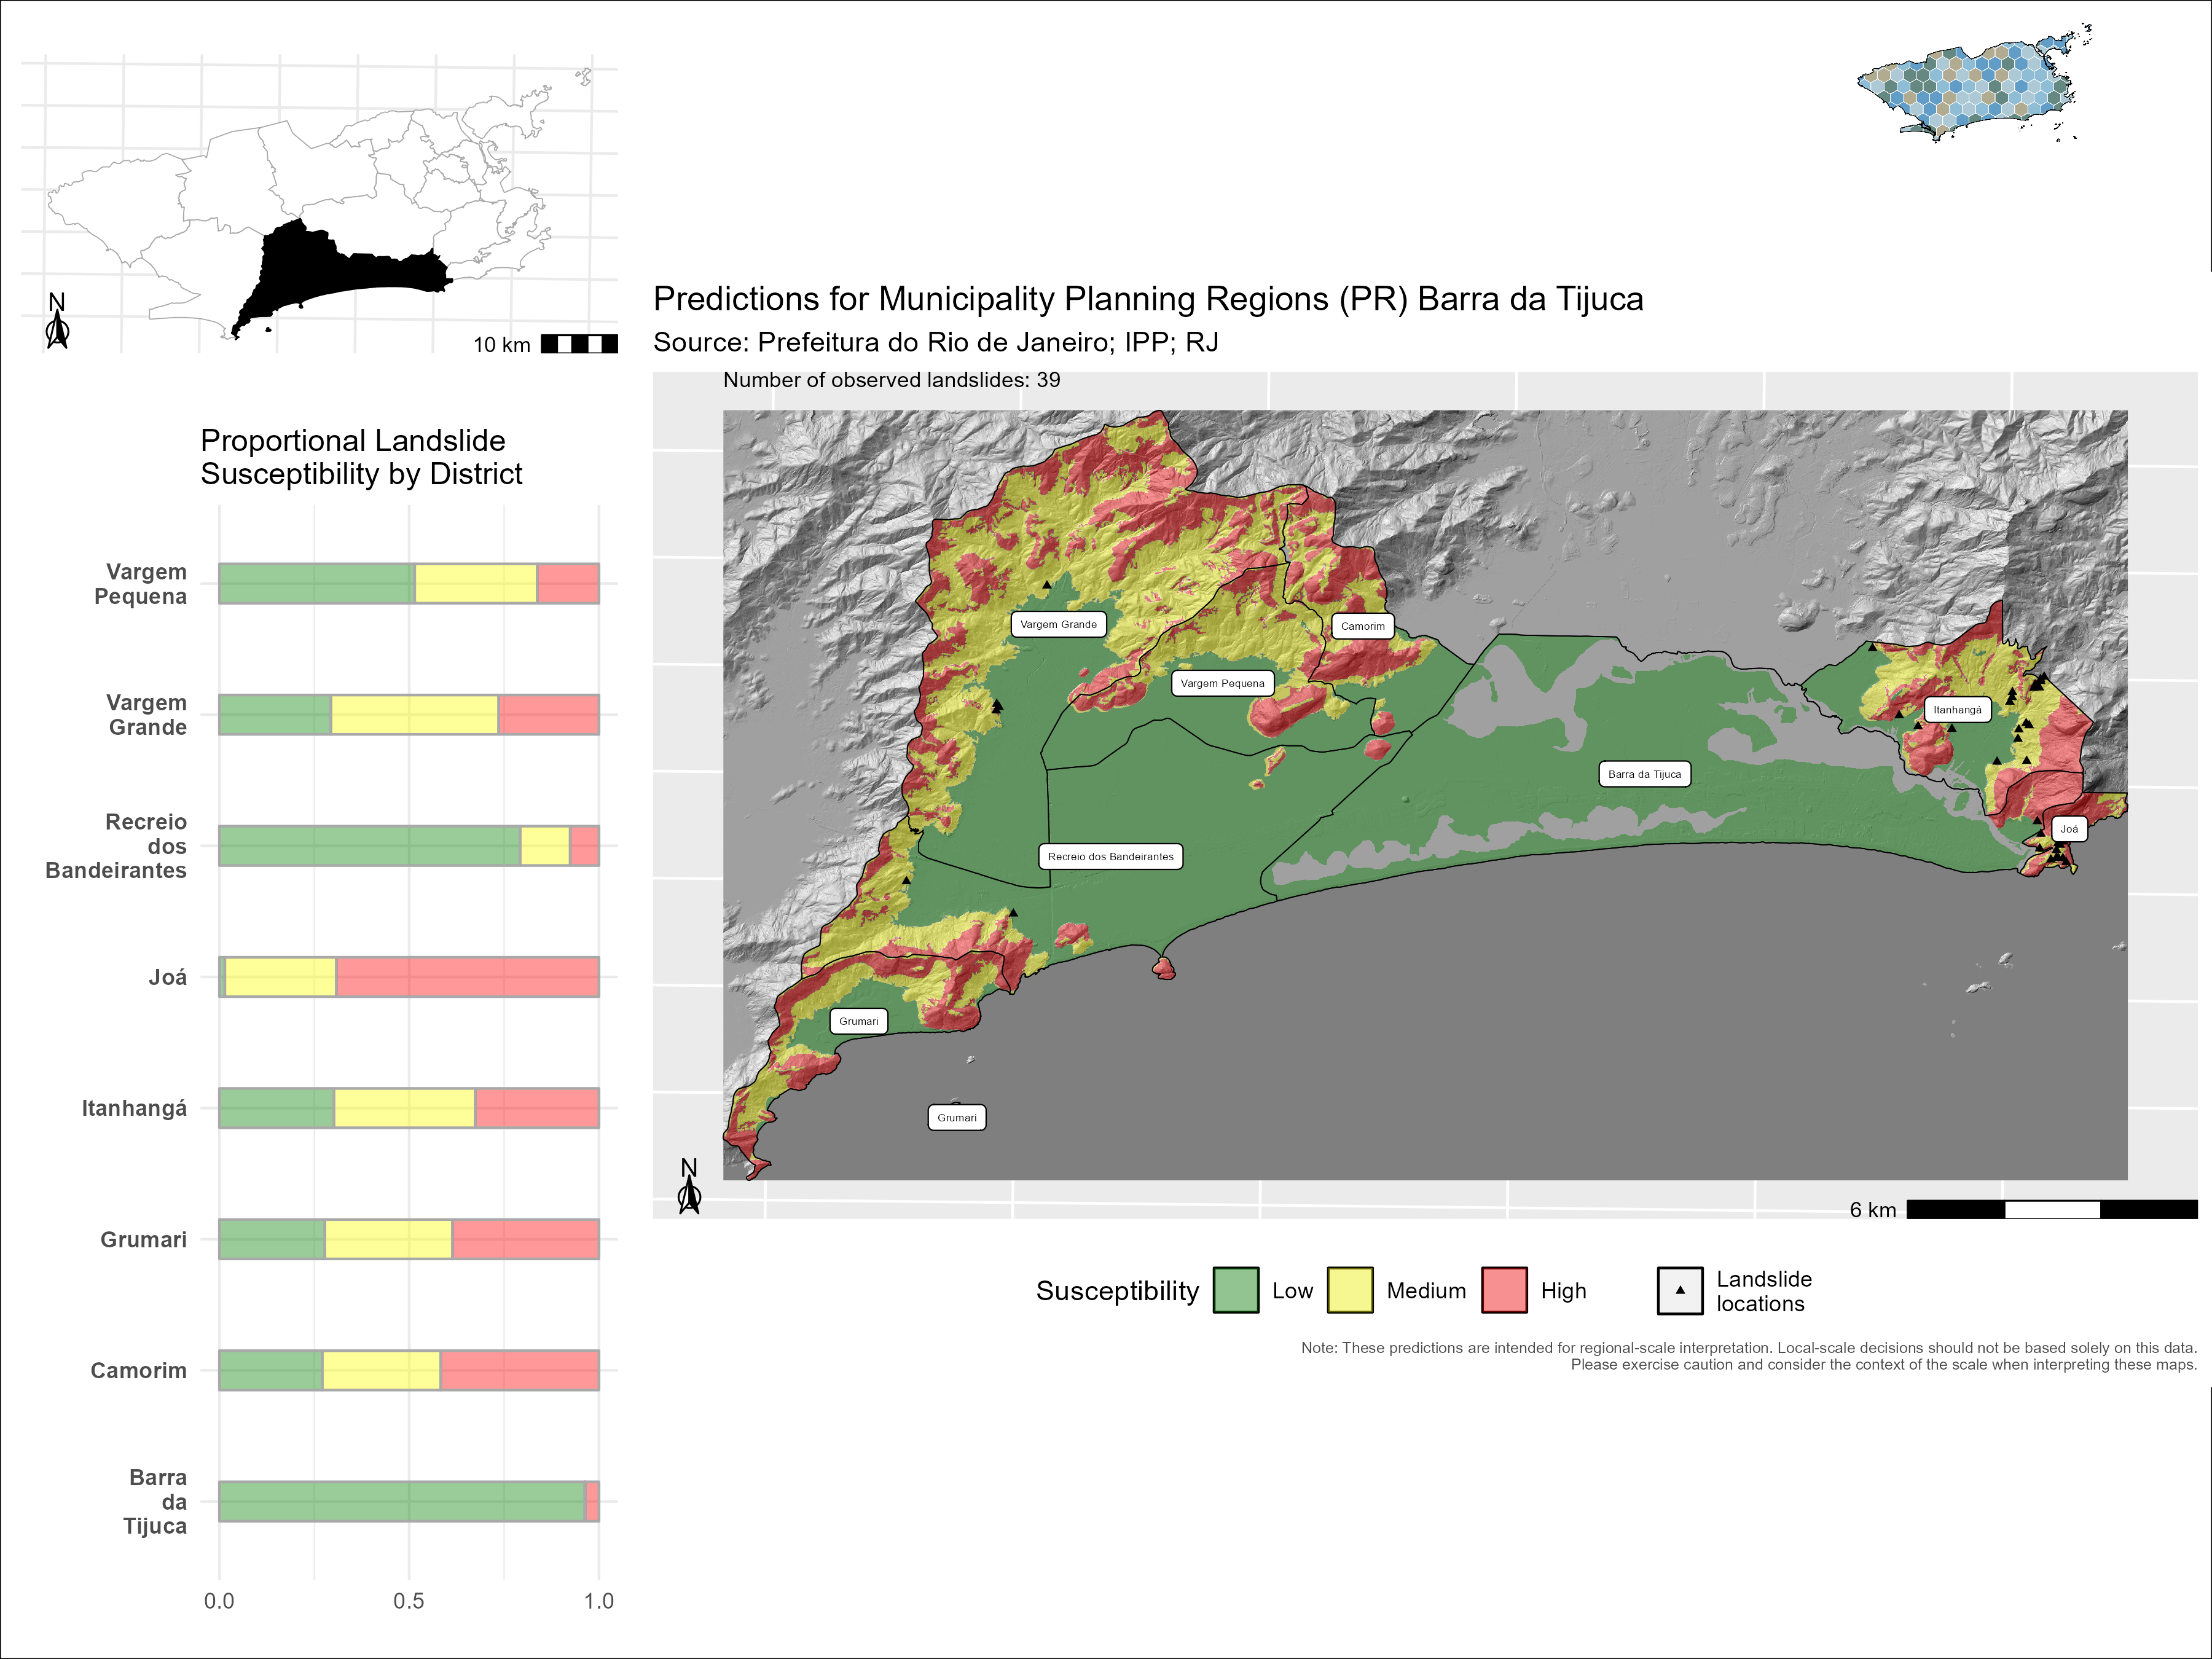 N
10 km
Predictions for Municipality Planning Regions (PR) Barra da Tijuca
Source: Prefeitura do Rio de Janeiro; IPP; RJ
Number of observed landslides: 39
Proportional Landslide
Susceptibility by District
Vargem
Pequena
Vargem
Grande
Recreio
dos
Bandeirantes
Joá
Itanhangá
Grumari
Camorim
Barra
da
Tijuca
0.0
0.5
1.0
Vargem Grande
Camorim
Vargem Pequena
Itanhangá
Barra da Tijuca
Joá
Recreio dos Bandeirantes
Grumari
Grumari
N
6 km
Susceptibility
Low
Medium
High
Landslide
locations
Note: These predictions are intended for regional-scale interpretation. Local-scale decisions should not be based solely on this data.
Please exercise caution and consider the context of the scale when interpreting these maps.